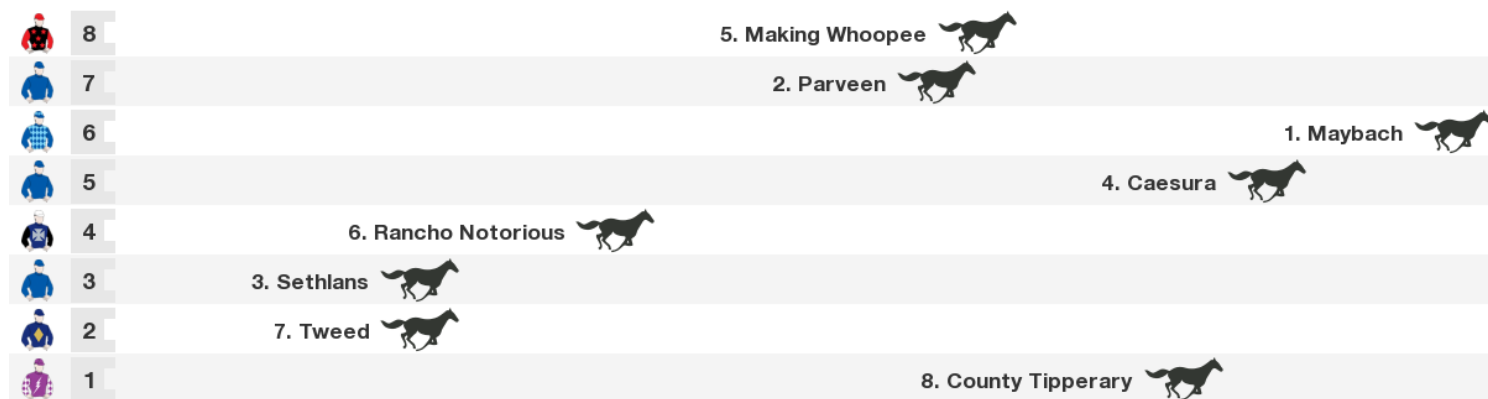 8 5. Making Whoopee
7 2. Parveen
6 1. Maybach
5 4. Caesura
4 6. Rancho Notorious
3 3. Sethlans
2 7. Tweed
1 8. County Tipperary